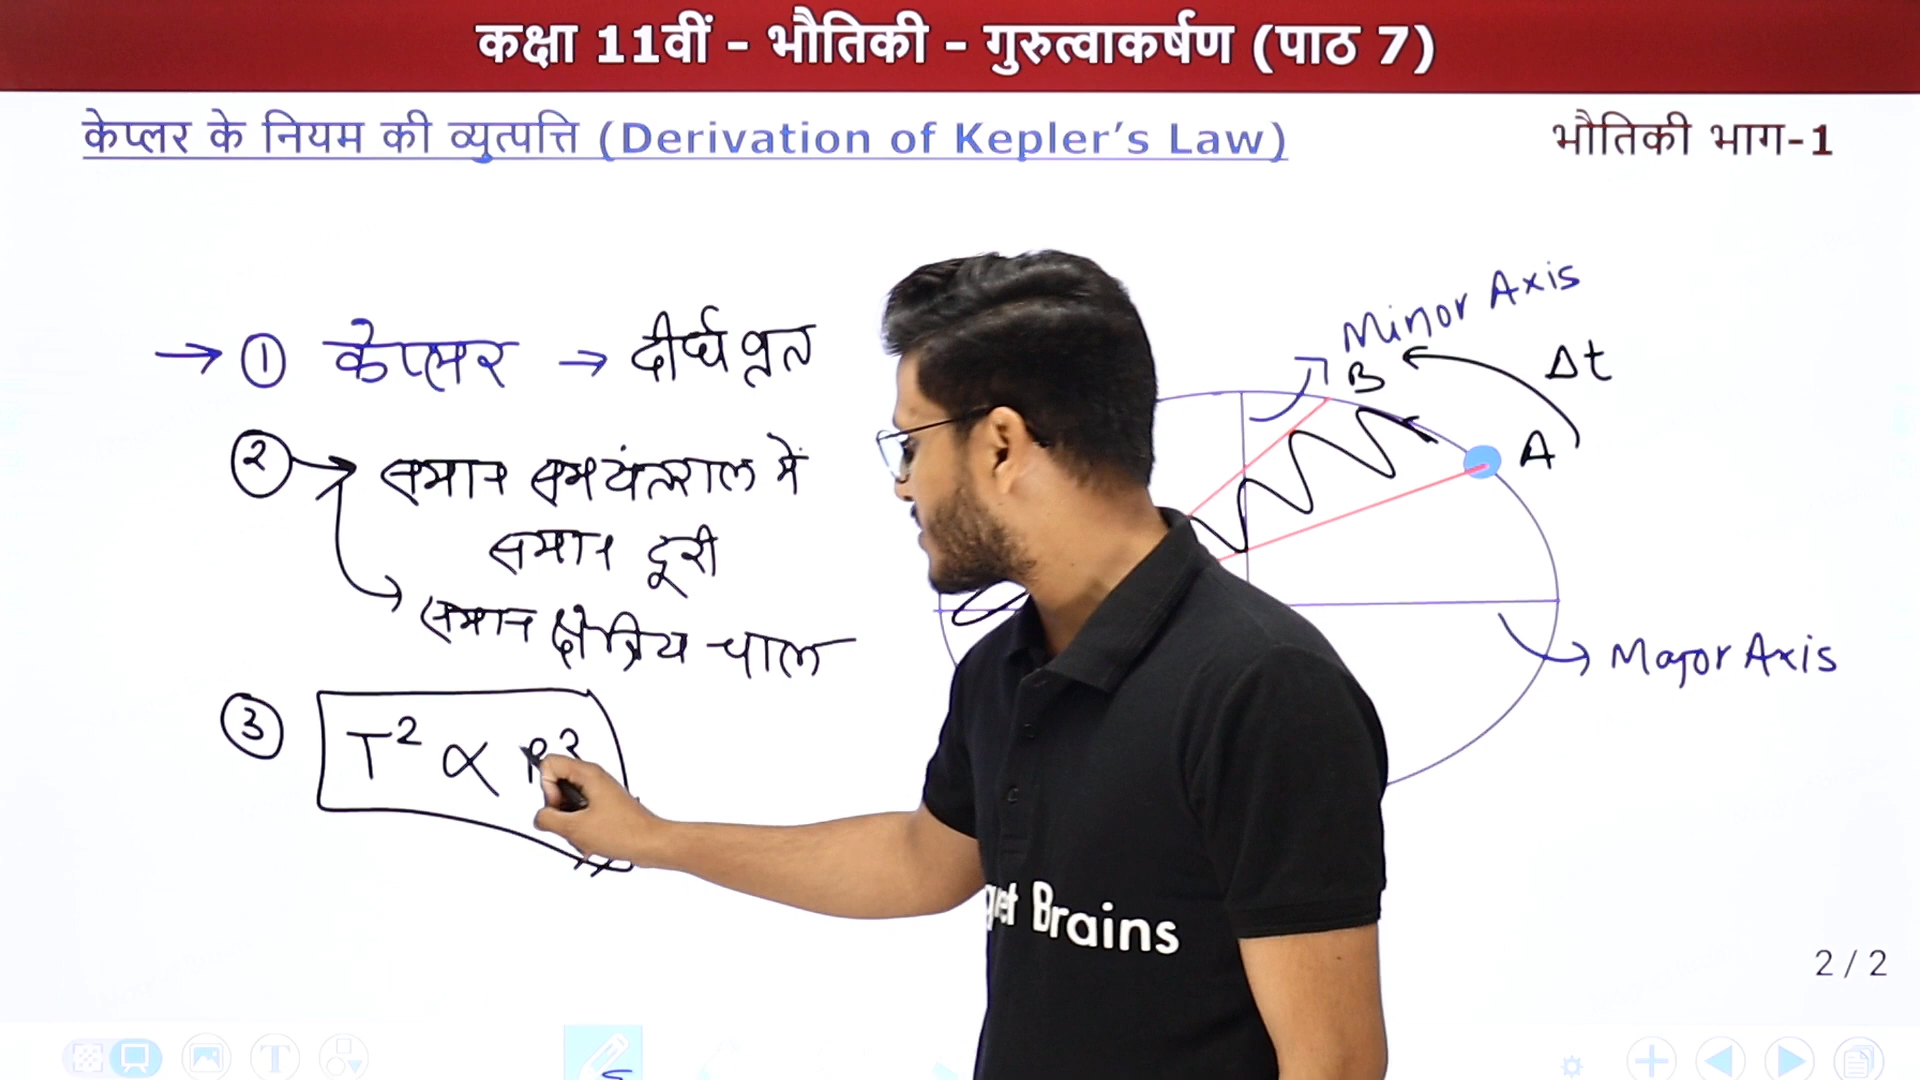 कक्षा 11वीं - भौतिकी - गुरुत्वाकर्षण (पाठ 7)
केप्लर के नियम की व्युत्पत्ति (Derivation of Kepler's Law)
भौतिकी भाग-1
→ ① केप्लर → दीर्घवृत
② → समान समयंतराल में
समान दूरी
→ समान क्षेत्रिय चाल
③ T² ∝ R³
Minor Axis
B
Δt
A
→ Major Axis
Brains
2 / 2
T